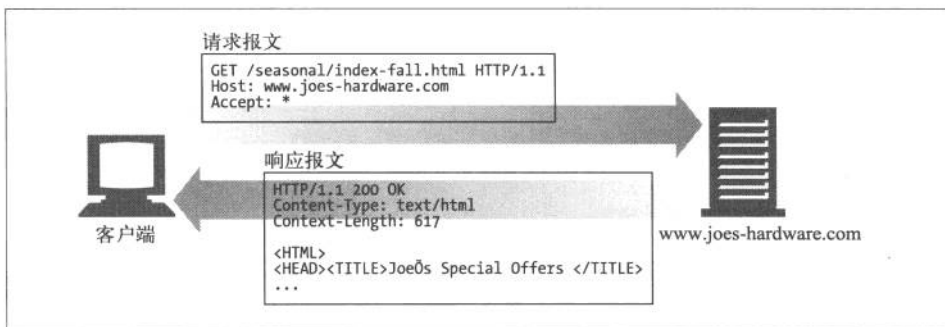 请求报文
GET /seasonal/index-fall.html HTTP/1.1
Host: www.joes-hardware.com
Accept: *
响应报文
HTTP/1.1 200 OK
Content-Type: text/html
Context-Length: 617
<HTML>
<HEAD><TITLE>JoeÕs Special Offers </TITLE>
...
客户端
www.joes-hardware.com